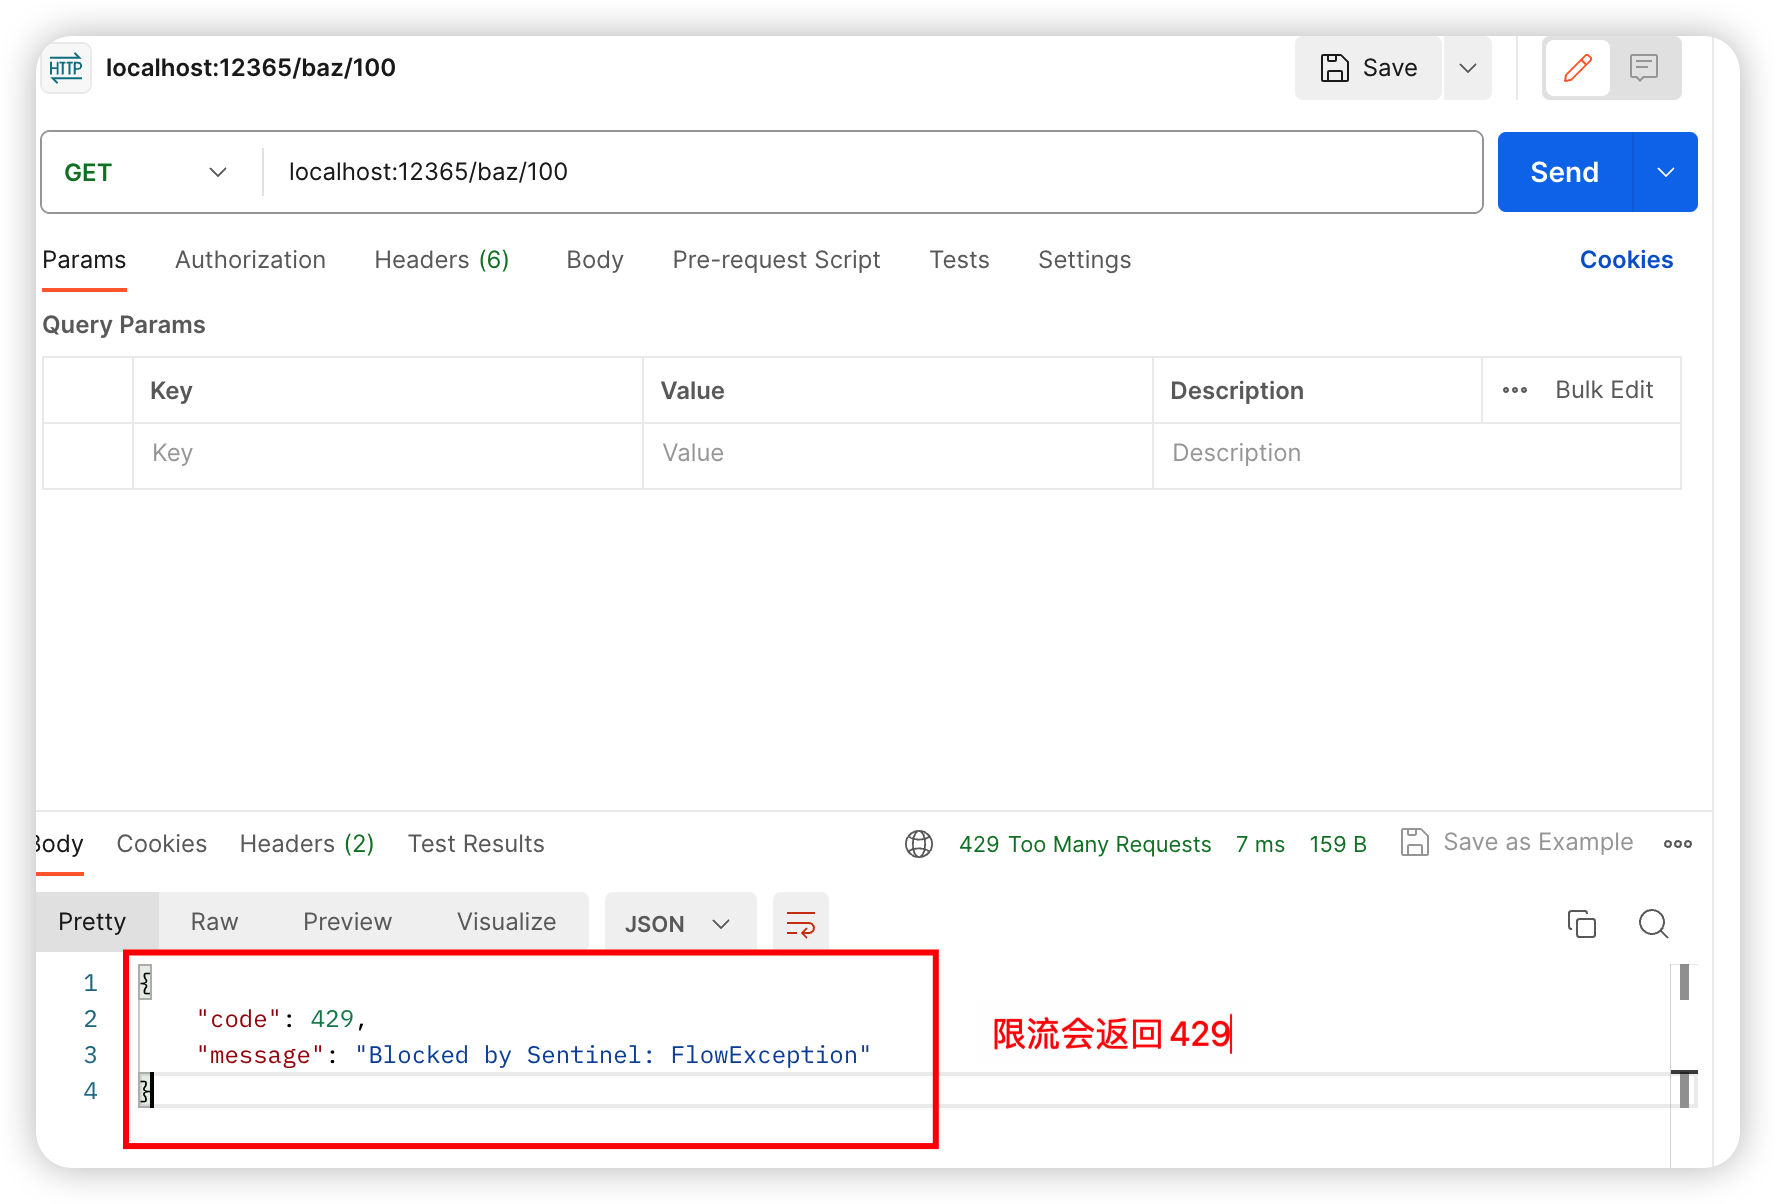 HTTP localhost:12365/baz/100 Save
GET localhost:12365/baz/100 Send
Params Authorization Headers (6) Body Pre-request Script Tests Settings Cookies
Query Params
Key Value Description Bulk Edit
Key Value Description
Body Cookies Headers (2) Test Results 429 Too Many Requests 7 ms 159 B Save as Example
Pretty Raw Preview Visualize JSON
1 {
2 "code": 429,
3 "message": "Blocked by Sentinel: FlowException"
4 }
限流会返回429